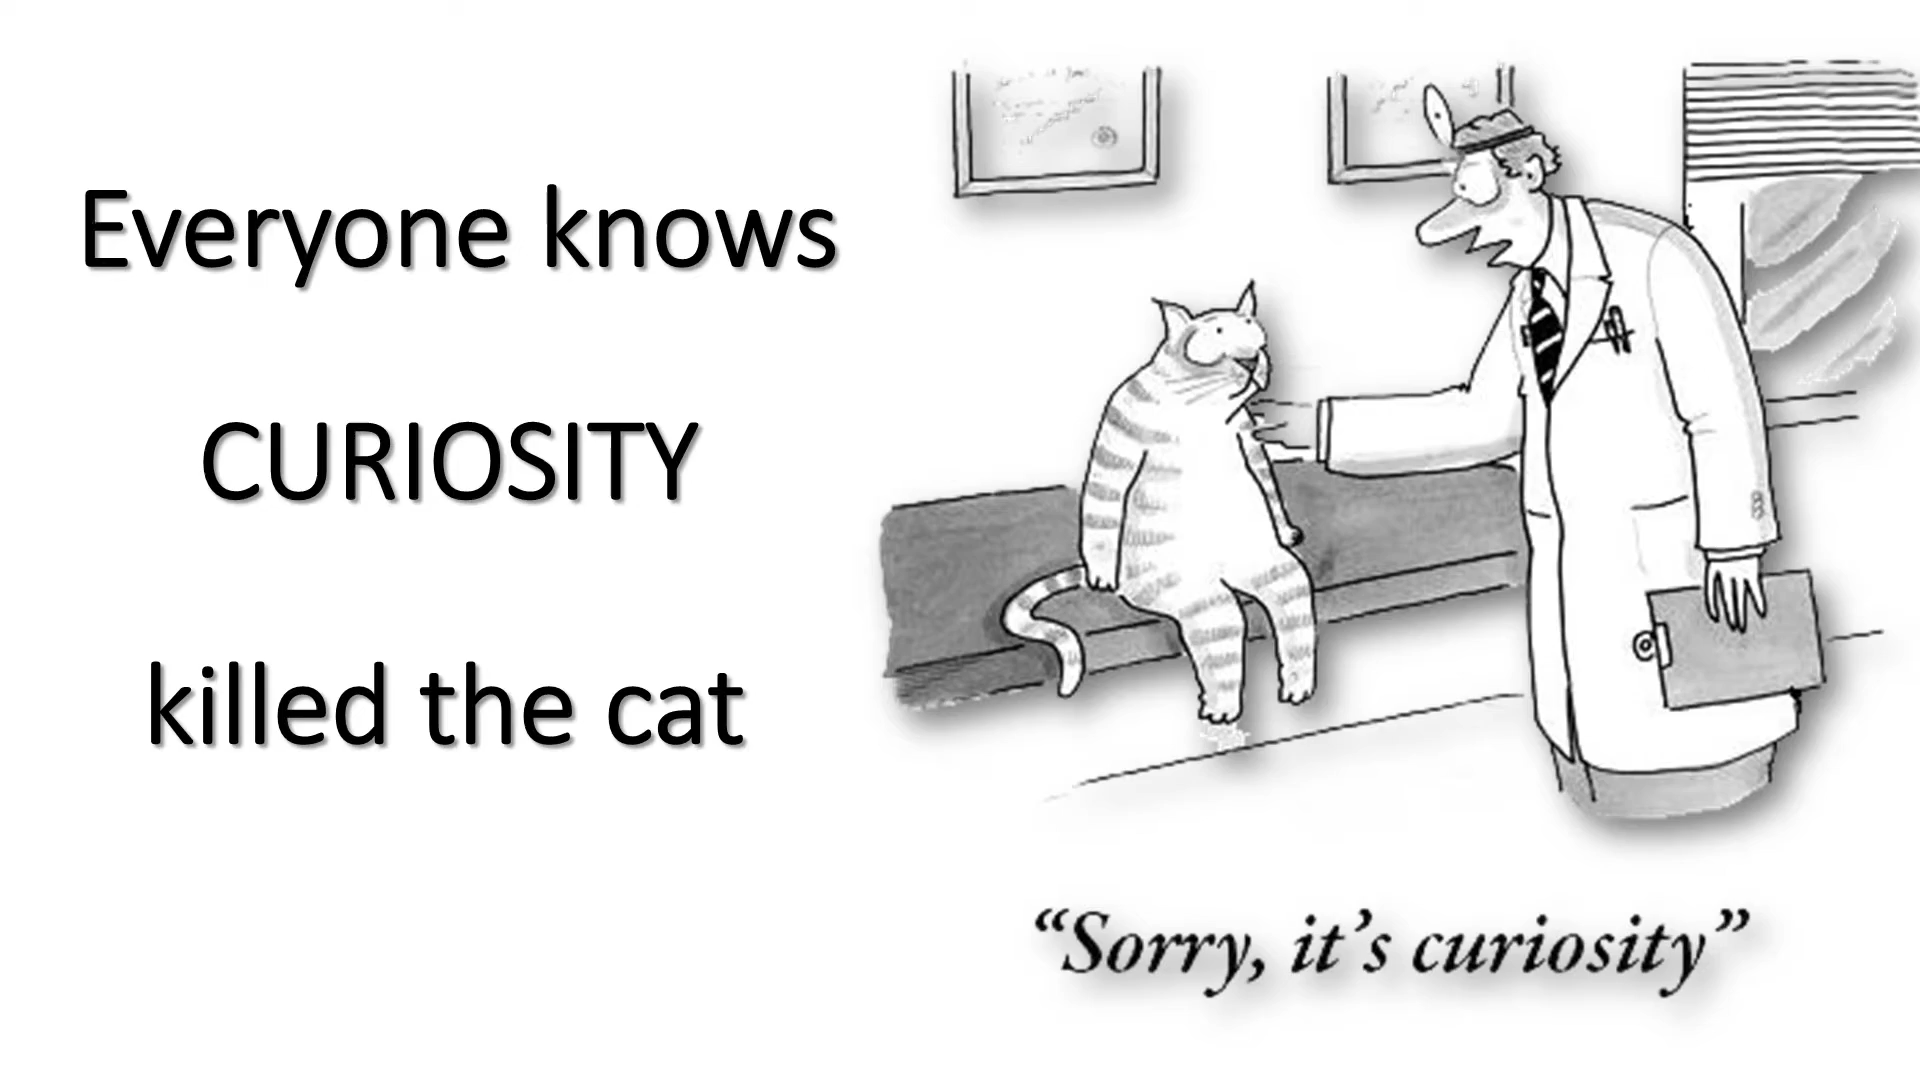 Everyone knows
CURIOSITY
killed the cat
“Sorry, it’s curiosity”